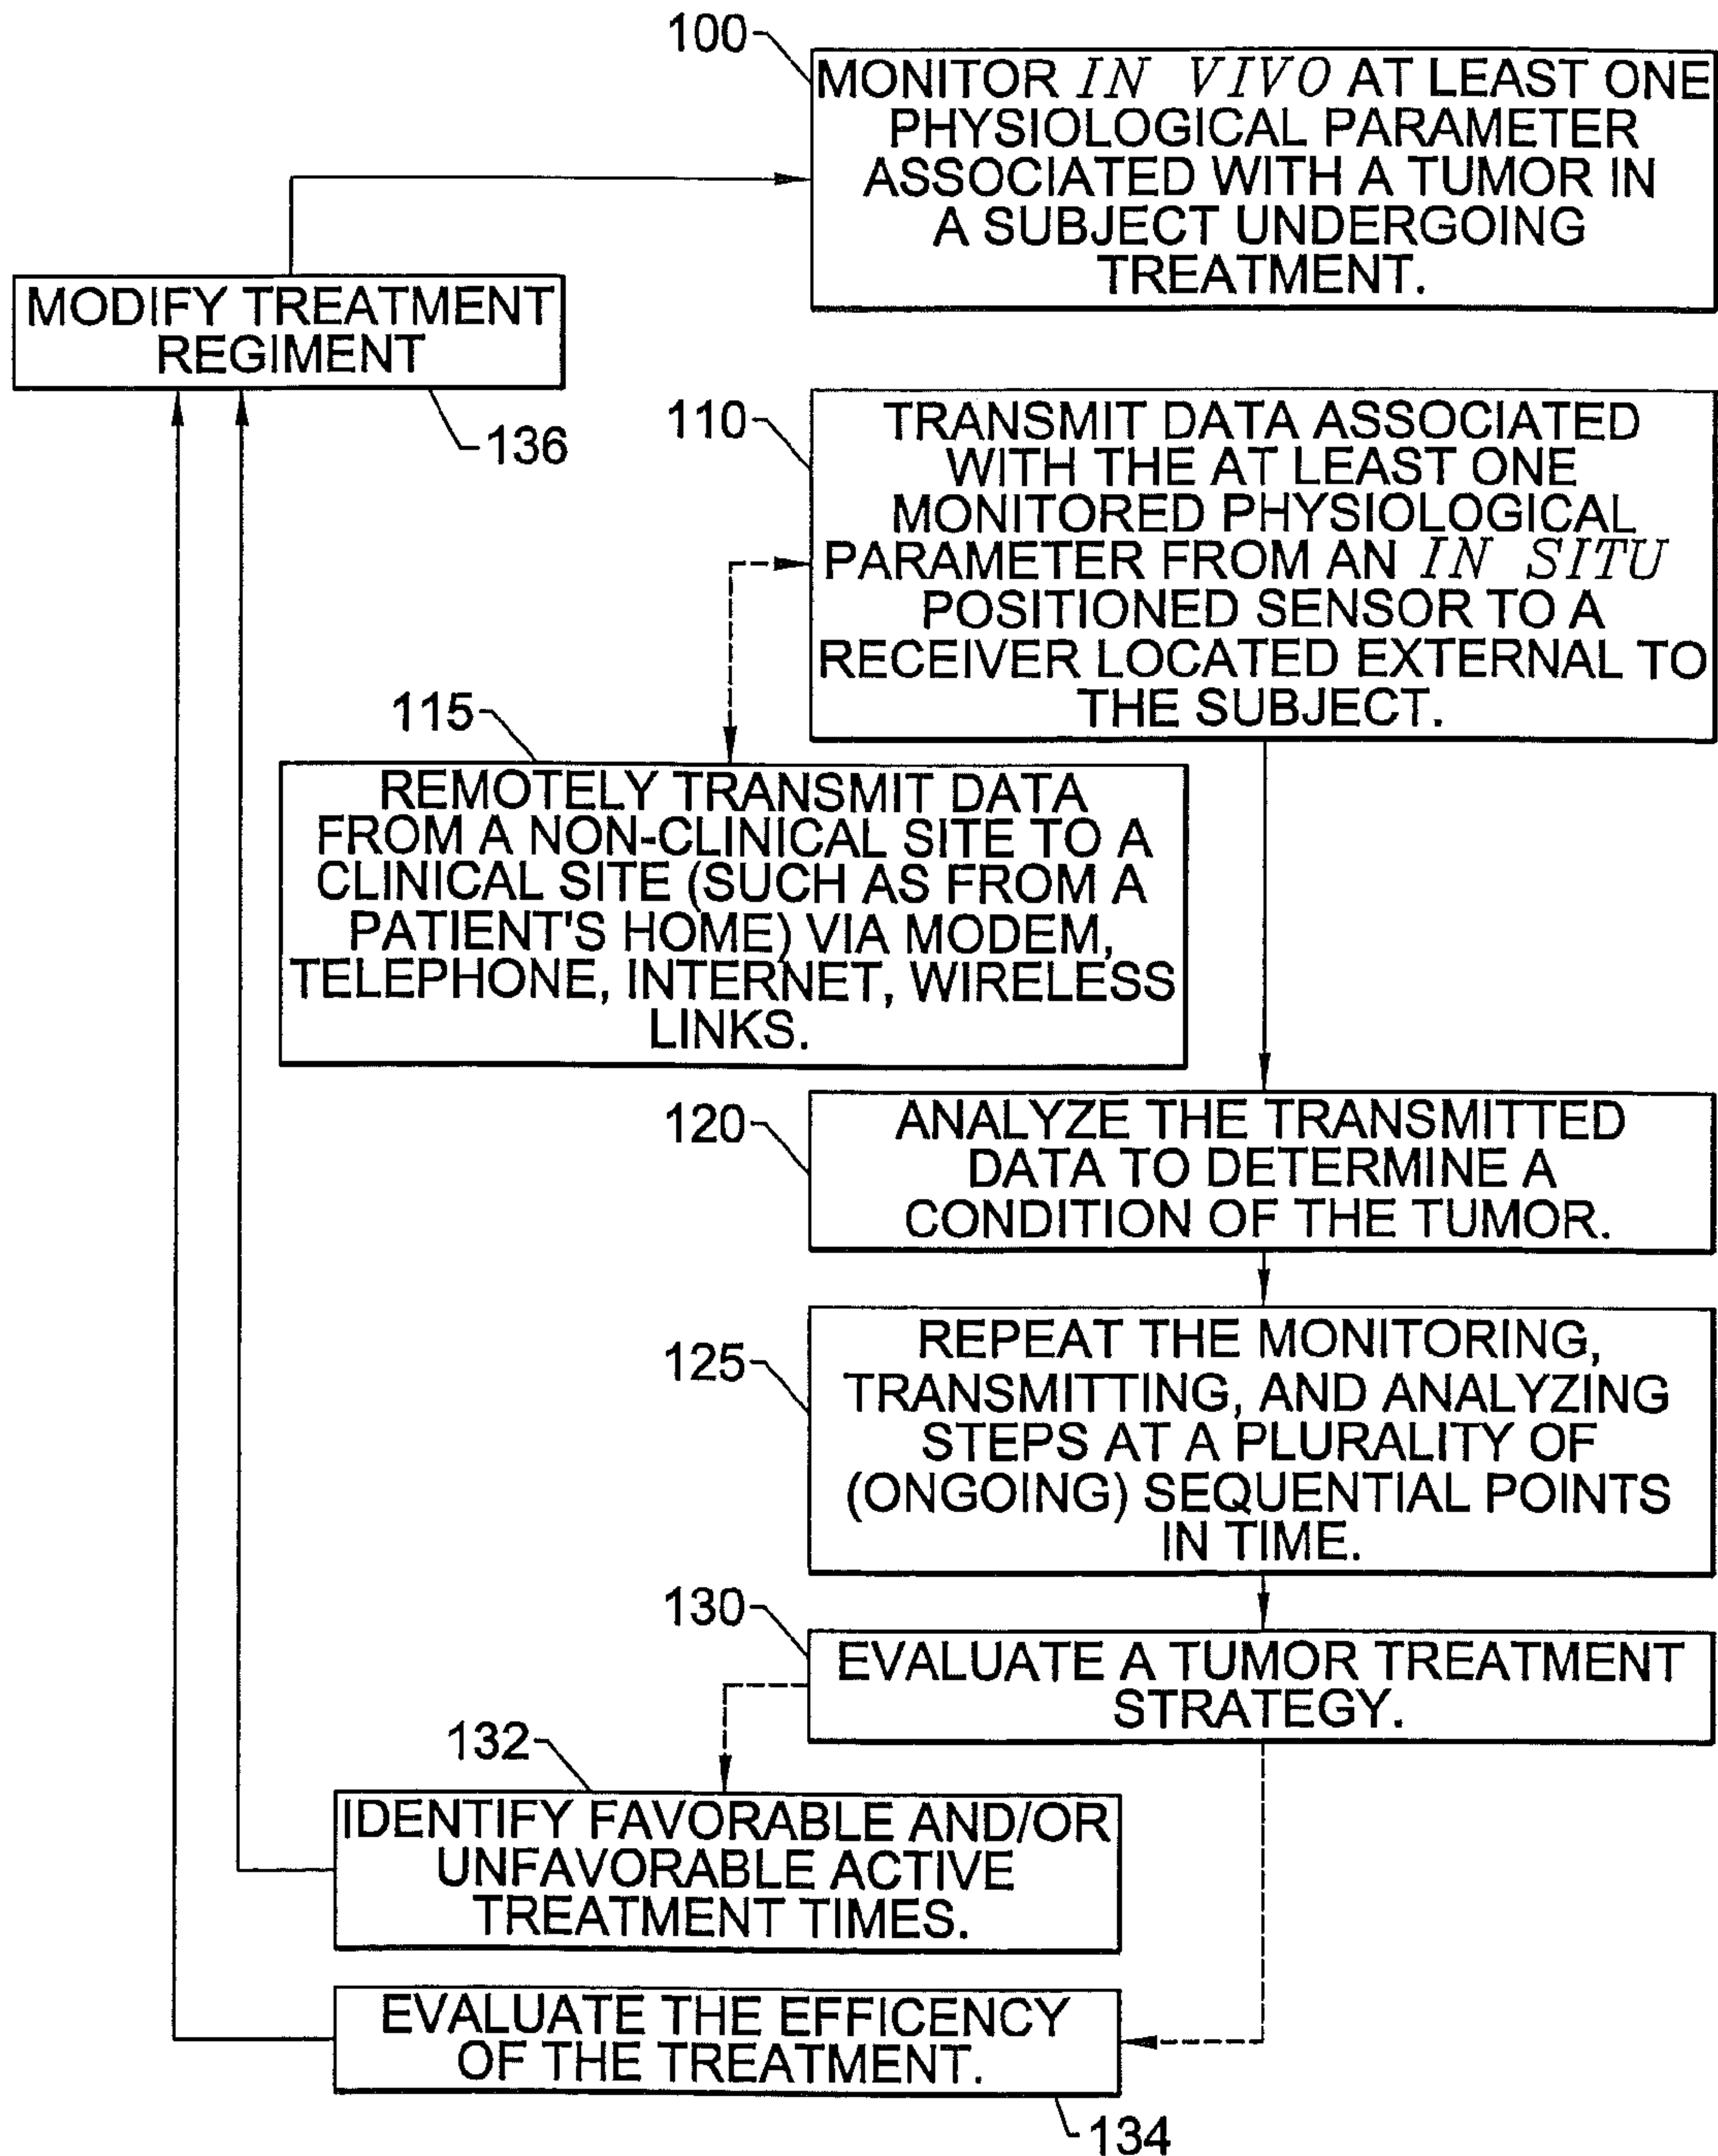 100
MONITOR IN VIVO AT LEAST ONE
PHYSIOLOGICAL PARAMETER
ASSOCIATED WITH A TUMOR IN
A SUBJECT UNDERGOING
TREATMENT.
MODIFY TREATMENT
REGIMENT
136
110
TRANSMIT DATA ASSOCIATED
WITH THE AT LEAST ONE
MONITORED PHYSIOLOGICAL
PARAMETER FROM AN IN SITU
POSITIONED SENSOR TO A
RECEIVER LOCATED EXTERNAL TO
THE SUBJECT.
115
REMOTELY TRANSMIT DATA
FROM A NON-CLINICAL SITE TO A
CLINICAL SITE (SUCH AS FROM A
PATIENT'S HOME) VIA MODEM,
TELEPHONE, INTERNET, WIRELESS
LINKS.
120
ANALYZE THE TRANSMITTED
DATA TO DETERMINE A
CONDITION OF THE TUMOR.
125
REPEAT THE MONITORING,
TRANSMITTING, AND ANALYZING
STEPS AT A PLURALITY OF
(ONGOING) SEQUENTIAL POINTS
IN TIME.
130
EVALUATE A TUMOR TREATMENT
STRATEGY.
132
IDENTIFY FAVORABLE AND/OR
UNFAVORABLE ACTIVE
TREATMENT TIMES.
EVALUATE THE EFFICENCY
OF THE TREATMENT.
134